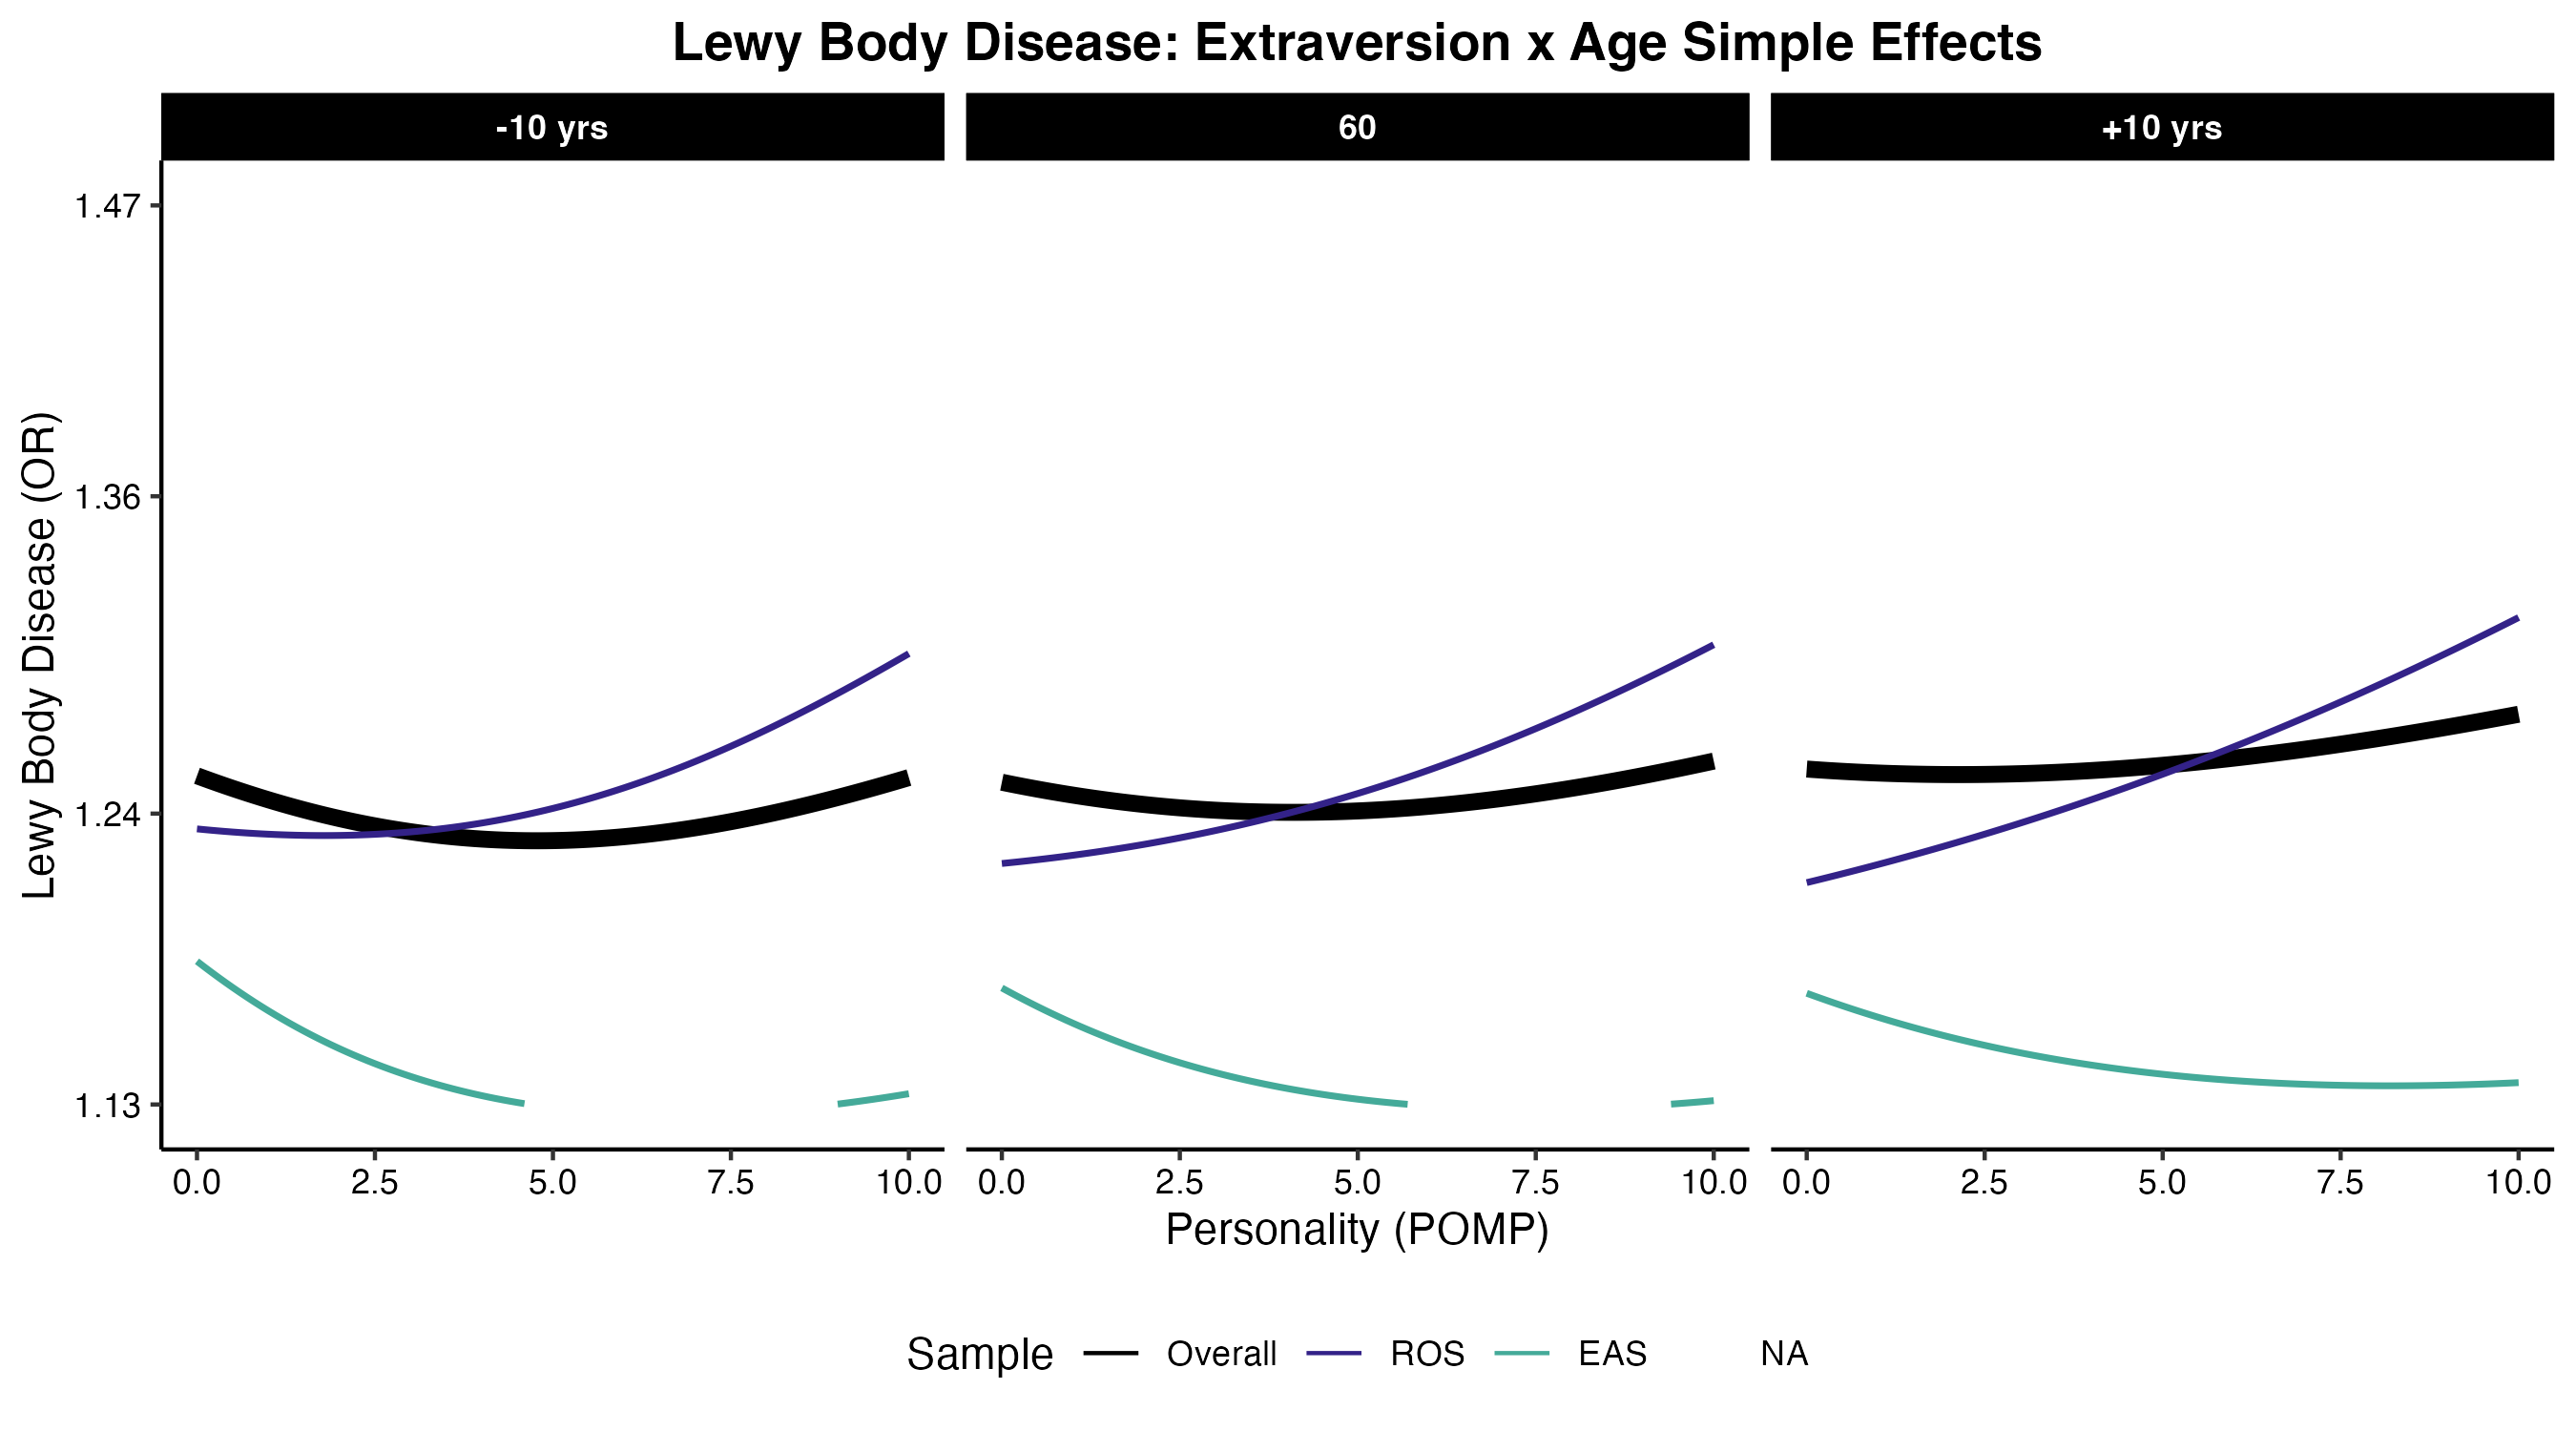 Lewy Body Disease: Extraversion x Age Simple Effects
-10 yrs
60
+10 yrs
Lewy Body Disease (OR)
1.47
1.36
1.24
1.13
0.0 2.5 5.0 7.5 10.0
0.0 2.5 5.0 7.5 10.0
0.0 2.5 5.0 7.5 10.0
Personality (POMP)
Sample Overall ROS EAS NA